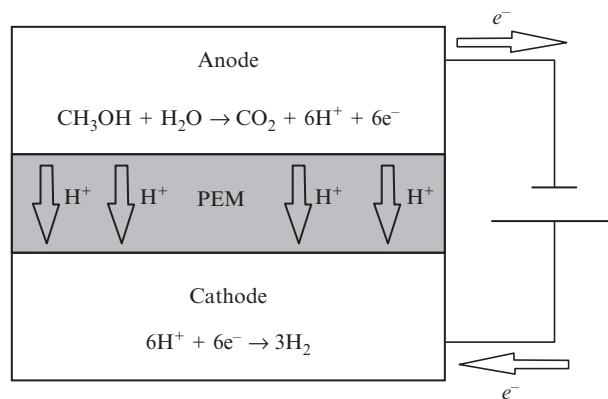 e⁻
Anode
CH₃OH + H₂O → CO₂ + 6H⁺ + 6e⁻
H⁺ H⁺ PEM H⁺ H⁺
Cathode
6H⁺ + 6e⁻ → 3H₂
e⁻